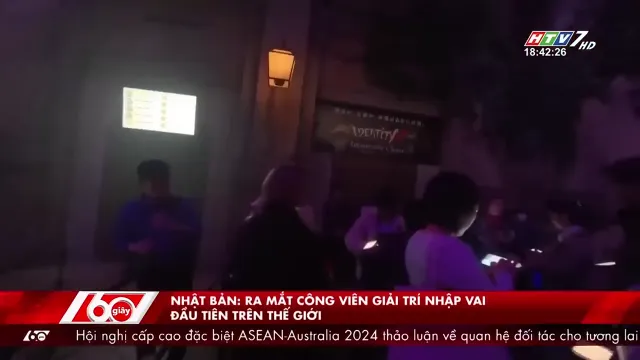 HTV7 HD
18:42:26
IDENTITY
60 giây
NHẬT BẢN: RA MẮT CÔNG VIÊN GIẢI TRÍ NHẬP VAI
ĐẦU TIÊN TRÊN THẾ GIỚI
60s Hội nghị cấp cao đặc biệt ASEAN-Australia 2024 thảo luận về quan hệ đối tác cho tương lai